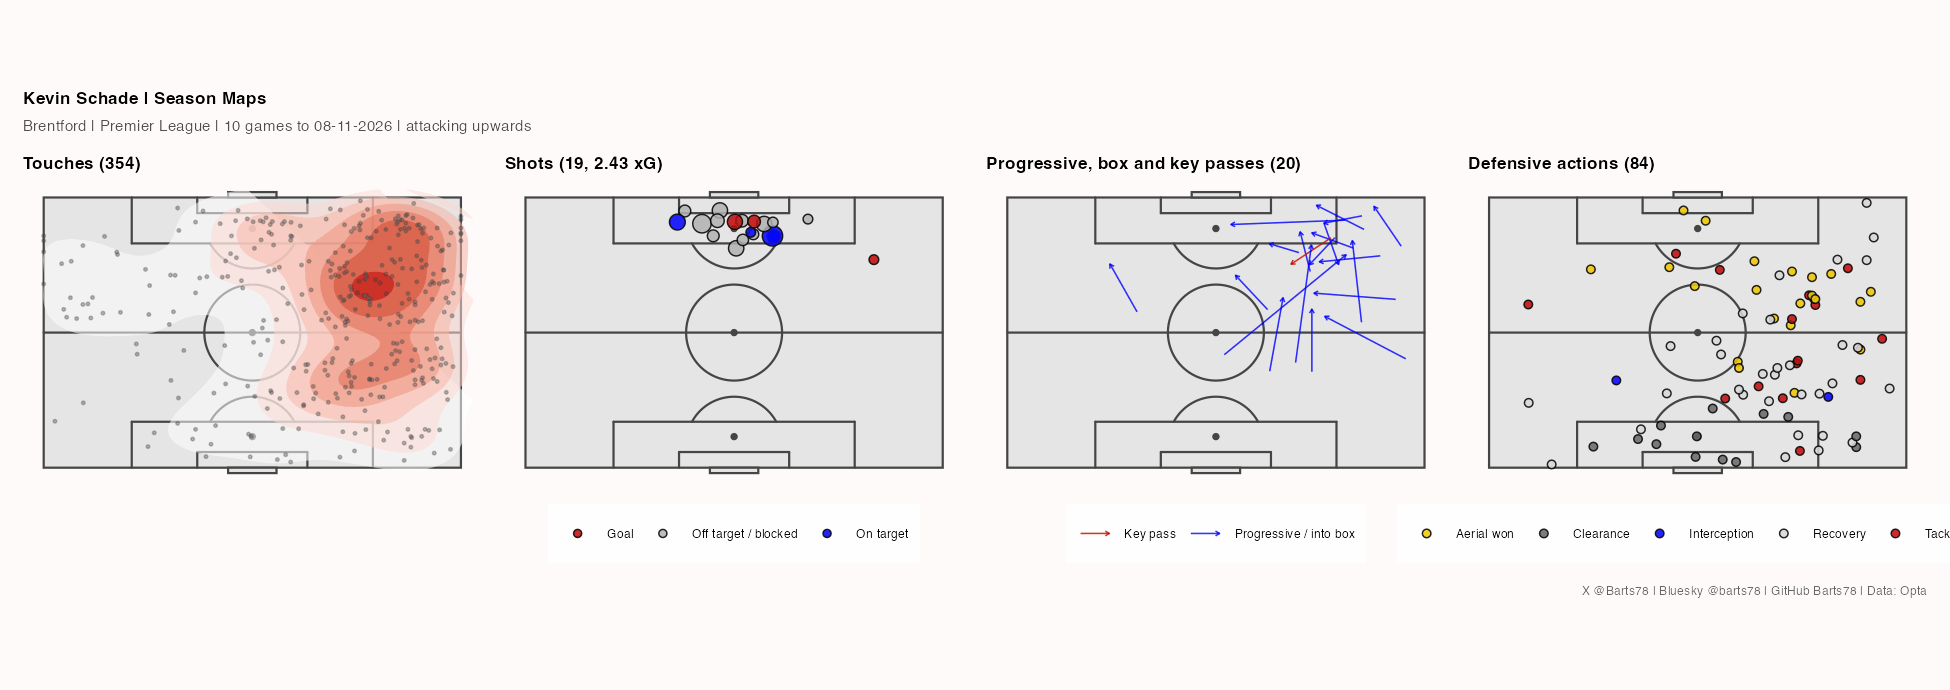 Kevin Schade | Season Maps
Brentford | Premier League | 10 games to 08-11-2026 | attacking upwards
Touches (354)
Shots (19, 2.43 xG)
Progressive, box and key passes (20)
Defensive actions (84)
Goal
Off target / blocked
On target
Key pass
Progressive / into box
Aerial won
Clearance
Interception
Recovery
Tack
X @Barts78 | Bluesky @barts78 | GitHub Barts78 | Data: Opta